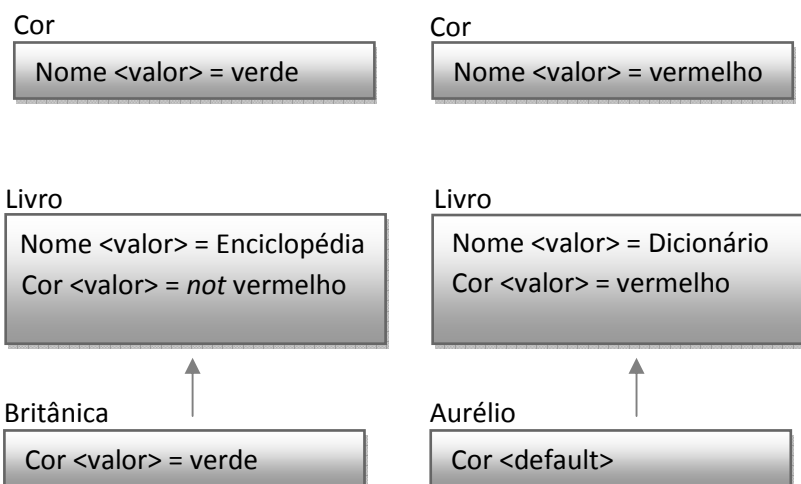 Cor
Nome <valor> = verde
Cor
Nome <valor> = vermelho
Livro
Nome <valor> = Enciclopédia
Cor <valor> = not vermelho
Livro
Nome <valor> = Dicionário
Cor <valor> = vermelho
Britânica
Cor <valor> = verde
Aurélio
Cor <default>